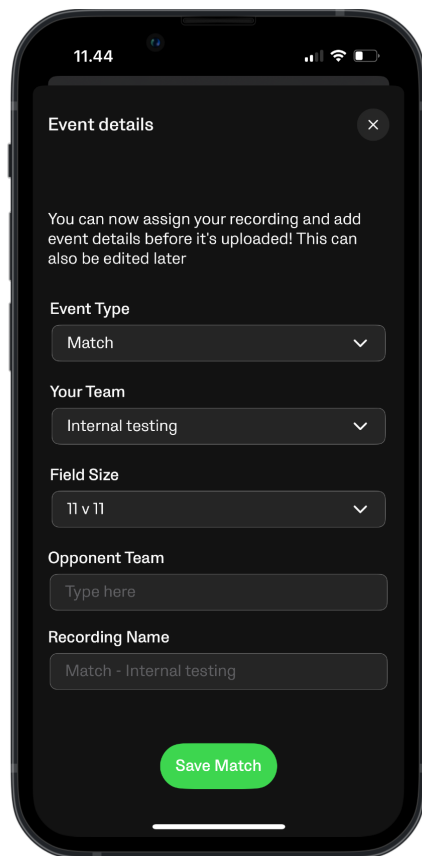 11.44
Event details
You can now assign your recording and add
event details before it's uploaded! This can
also be edited later
Event Type
Match
Your Team
Internal testing
Field Size
11 v 11
Opponent Team
Type here
Recording Name
Match - Internal testing
Save Match